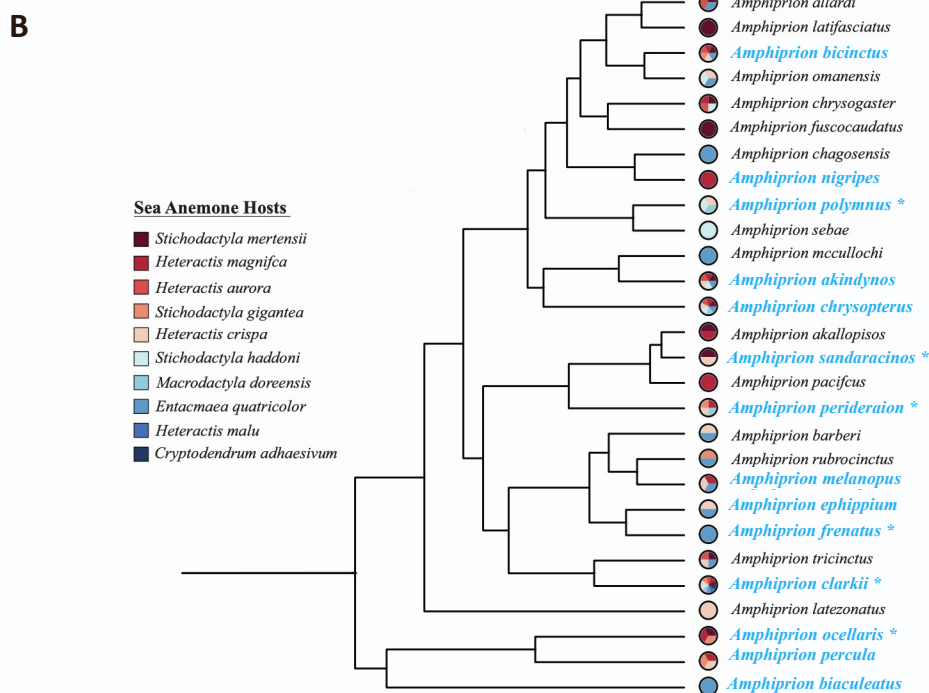 B
Amphiprion allardi
Amphiprion latifasciatus
Amphiprion bicinctus
Amphiprion omanensis
Amphiprion chrysogaster
Amphiprion fuscocaudatus
Amphiprion chagosensis
Amphiprion nigripes
Amphiprion polymnus *
Amphiprion sebae
Amphiprion mccullochi
Amphiprion akindynos
Amphiprion chrysopterus
Amphiprion akallopisos
Amphiprion sandaracinos *
Amphiprion pacifcus
Amphiprion perideraion *
Amphiprion barberi
Amphiprion rubrocinctus
Amphiprion melanopus
Amphiprion ephippium
Amphiprion frenatus *
Amphiprion tricinctus
Amphiprion clarkii *
Amphiprion latezonatus
Amphiprion ocellaris *
Amphiprion percula
Amphiprion biaculeatus
Sea Anemone Hosts
Stichodactyla mertensii
Heteractis magnifca
Heteractis aurora
Stichodactyla gigantea
Heteractis crispa
Stichodactyla haddoni
Macrodactyla doreensis
Entacmaea quatricolor
Heteractis malu
Cryptodendrum adhaesivum